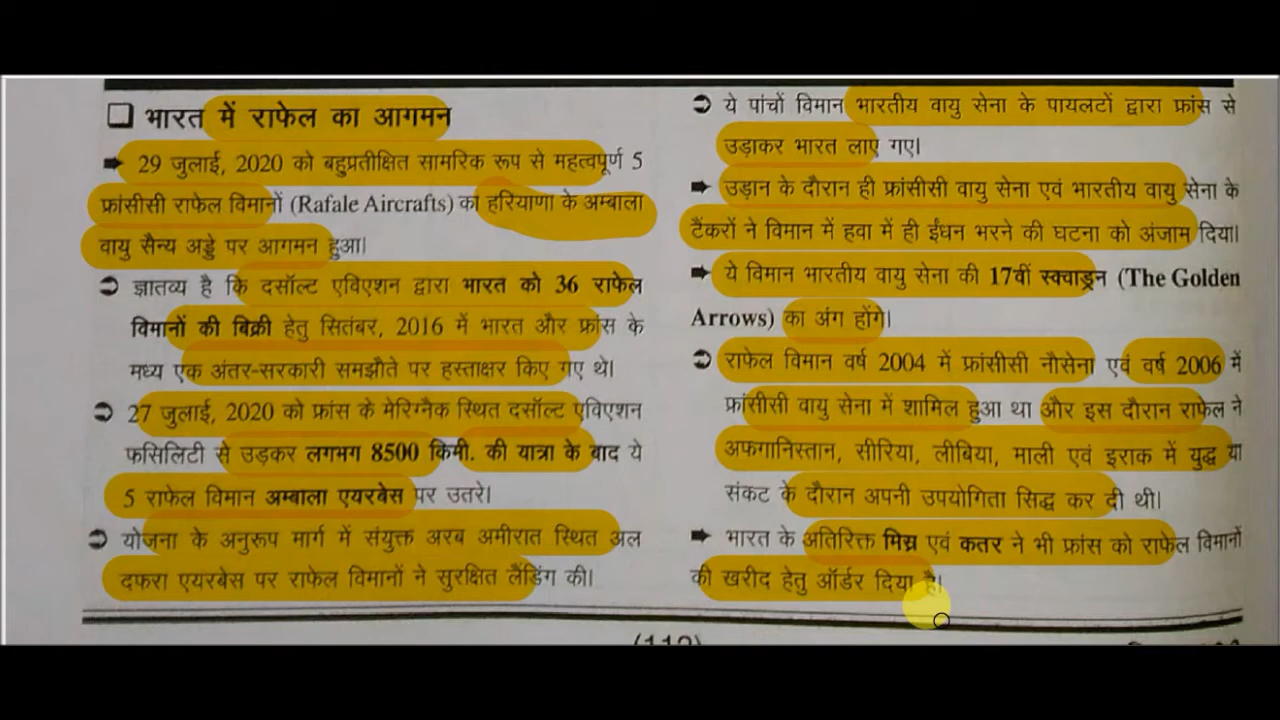 ❑ भारत में राफेल का आगमन
➡ 29 जुलाई, 2020 को बहुप्रतीक्षित सामरिक रूप से महत्वपूर्ण 5
फ्रांसीसी राफेल विमानों (Rafale Aircrafts) का हरियाणा के अम्बाला
वायु सैन्य अड्डे पर आगमन हुआ।
➲ ज्ञातव्य है कि दसॉल्ट एविएशन द्वारा भारत को 36 राफेल
विमानों की बिक्री हेतु सितंबर, 2016 में भारत और फ्रांस के
मध्य एक अंतर-सरकारी समझौते पर हस्ताक्षर किए गए थे।
➲ 27 जुलाई, 2020 को फ्रांस के मेरिग्नैक स्थित दसॉल्ट एविएशन
फसिलिटी से उड़कर लगभग 8500 किमी. की यात्रा के बाद ये
5 राफेल विमान अम्बाला एयरबेस पर उतरे।
➲ योजना के अनुरूप मार्ग में संयुक्त अरब अमीरात स्थित अल
दफरा एयरबेस पर राफेल विमानों ने सुरक्षित लैंडिंग की।
➲ ये पांचों विमान भारतीय वायु सेना के पायलटों द्वारा फ्रांस से
उड़ाकर भारत लाए गए।
➡ उड़ान के दौरान ही फ्रांसीसी वायु सेना एवं भारतीय वायु सेना के
टैंकरों ने विमान में हवा में ही ईंधन भरने की घटना को अंजाम दिया।
➡ ये विमान भारतीय वायु सेना की 17वीं स्क्वाड्रन (The Golden
Arrows) का अंग होंगे।
➲ राफेल विमान वर्ष 2004 में फ्रांसीसी नौसेना एवं वर्ष 2006 में
फ्रांसीसी वायु सेना में शामिल हुआ था और इस दौरान राफेल ने
अफगानिस्तान, सीरिया, लीबिया, माली एवं इराक में युद्ध या
संकट के दौरान अपनी उपयोगिता सिद्ध कर दी थी।
➡ भारत के अतिरिक्त मिस्र एवं कतर ने भी फ्रांस को राफेल विमानों
की खरीद हेतु ऑर्डर दिया है।